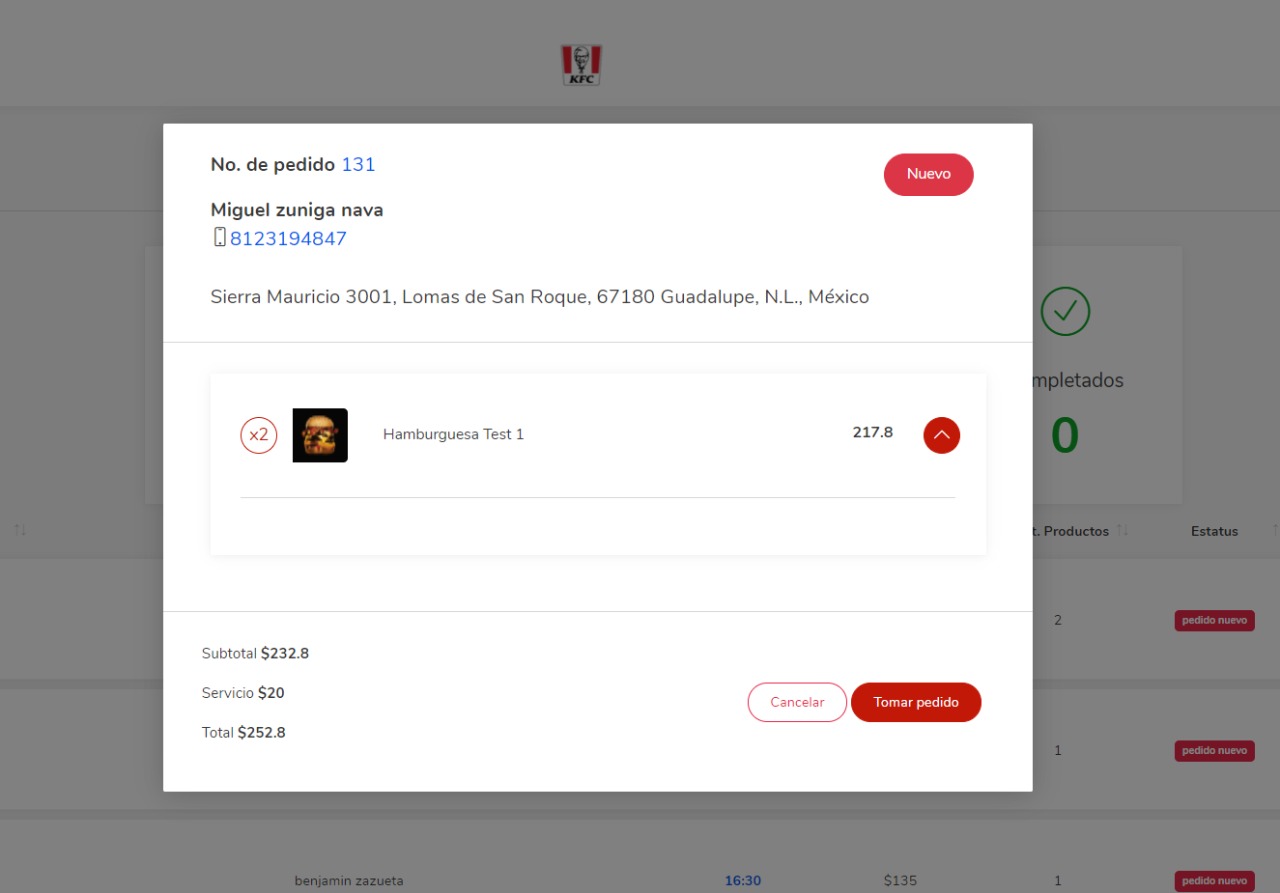 KFC
No. de pedido 131
Nuevo
Miguel zuniga nava
8123194847
Sierra Mauricio 3001, Lomas de San Roque, 67180 Guadalupe, N.L., México
mpletados
0
x2 Hamburguesa Test 1 217.8
t. Productos Estatus
2 pedido nuevo
Subtotal $232.8
Servicio $20
Cancelar Tomar pedido
Total $252.8
1 pedido nuevo
benjamin zazueta 16:30 $135 1 pedido nuevo